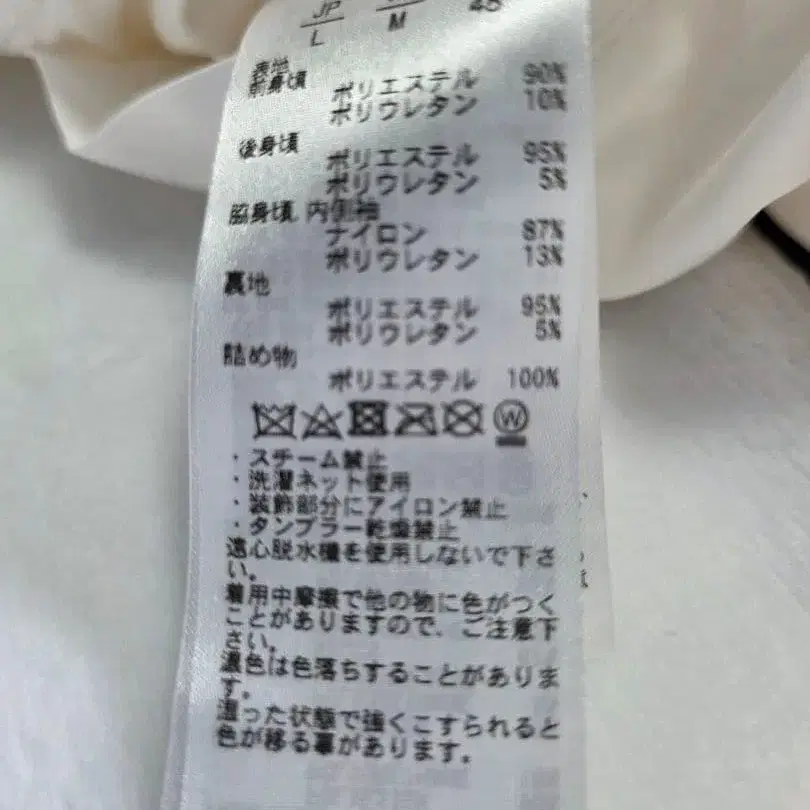 JP M 48
L
表地
前身頃 ポリエステル 90%
ポリウレタン 10%
後身頃
ポリエステル 95%
ポリウレタン 5%
脇身頃,内側袖
ナイロン 87%
ポリウレタン 13%
裏地
ポリエステル 95%
ポリウレタン 5%
詰め物
ポリエステル 100%
W
・スチーム禁止
・洗濯ネット使用
・装飾部分にアイロン禁止
・タンブラー乾燥禁止
遠心脱水機を使用しないで下さ
い。
着用中摩擦で他の物に色がつく
ことがありますので、ご注意下
さい。
濃色は色落ちすることがありま
す。
湿った状態で強くこすられると
色が移る事があります。